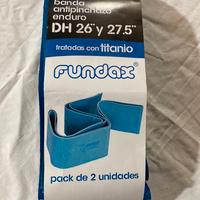 banda
antipinchazo
enduro
DH 26"y 27.5"
tratadas con titanio
FUNDAX®
pack de 2 unidades